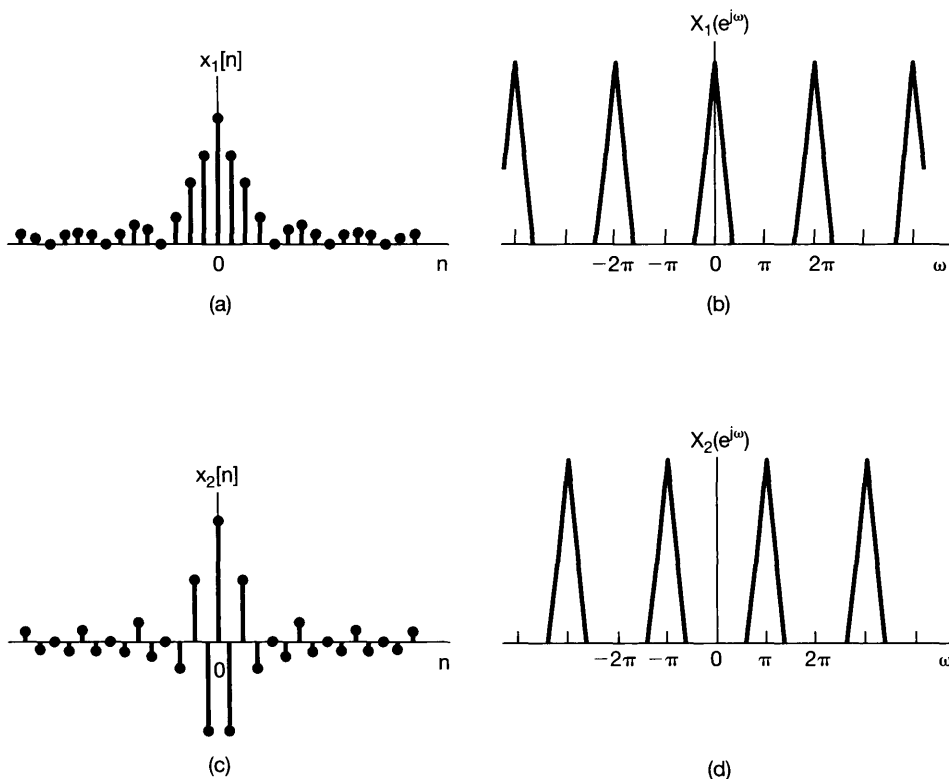 x₁[n]
0
n
(a)
X₁(e^jω)
−2π −π 0 π 2π ω
(b)
x₂[n]
0
n
(c)
X₂(e^jω)
−2π −π 0 π 2π ω
(d)